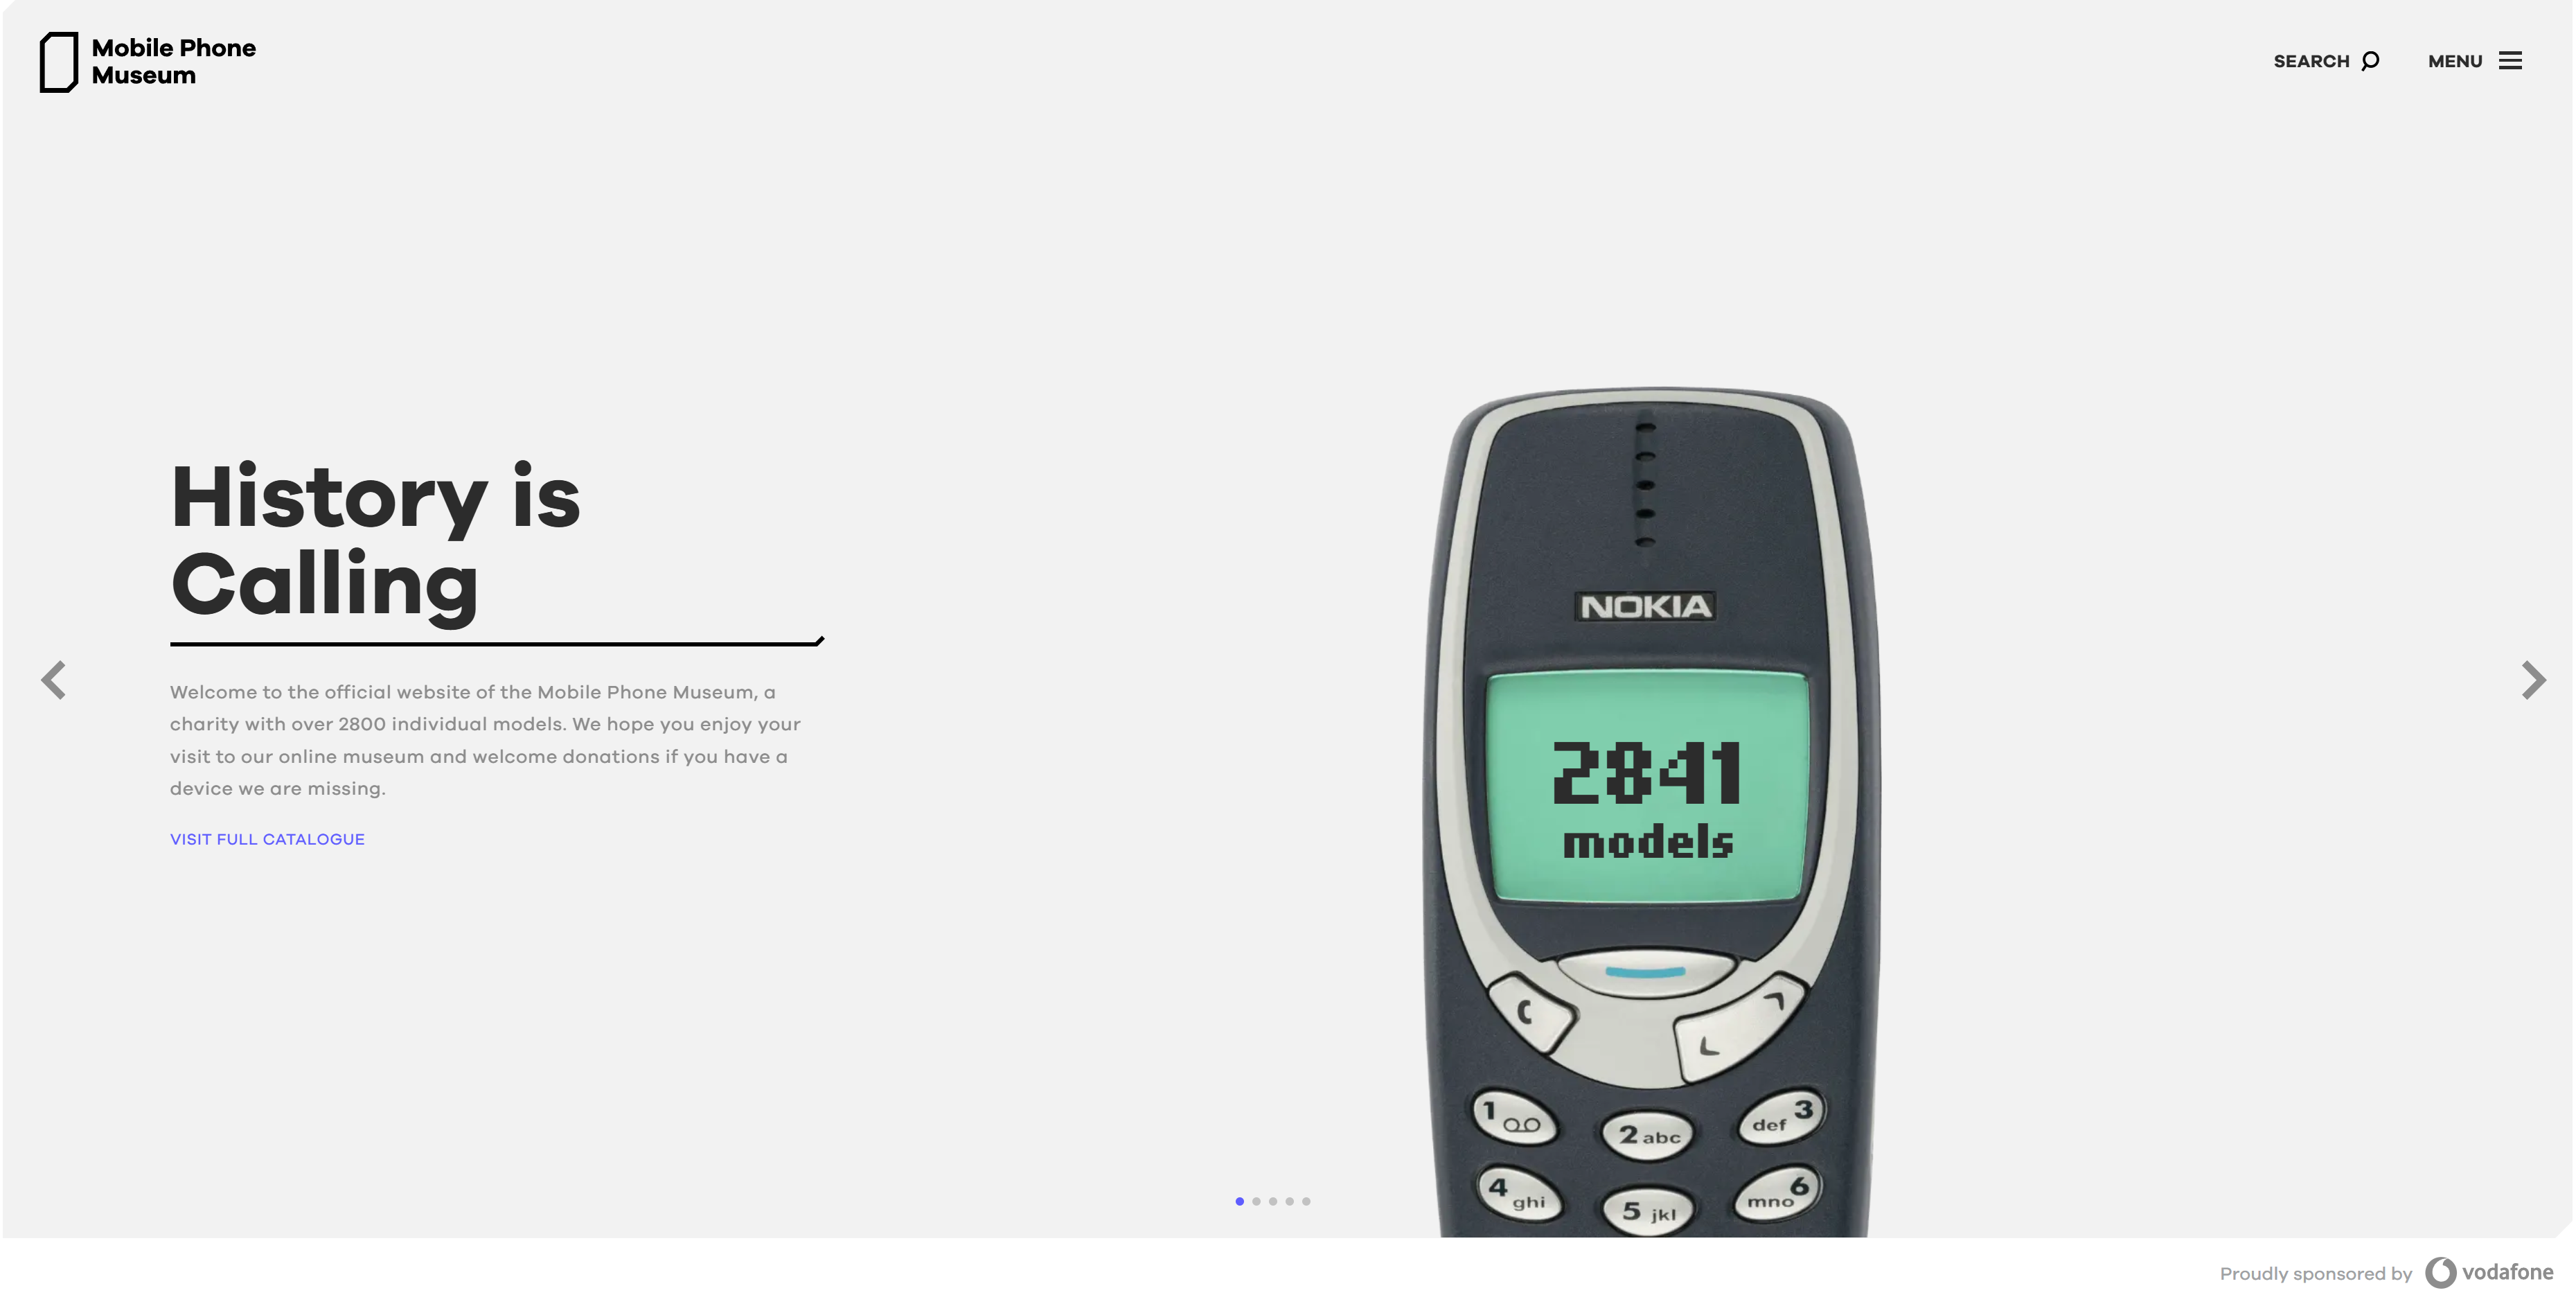 Mobile Phone
Museum
SEARCH
MENU
History is
Calling
Welcome to the official website of the Mobile Phone Museum, a
charity with over 2800 individual models. We hope you enjoy your
visit to our online museum and welcome donations if you have a
device we are missing.
VISIT FULL CATALOGUE
NOKIA
2841
models
1
2 abc
def 3
4 ghi
5 jkl
mno 6
Proudly sponsored by vodafone